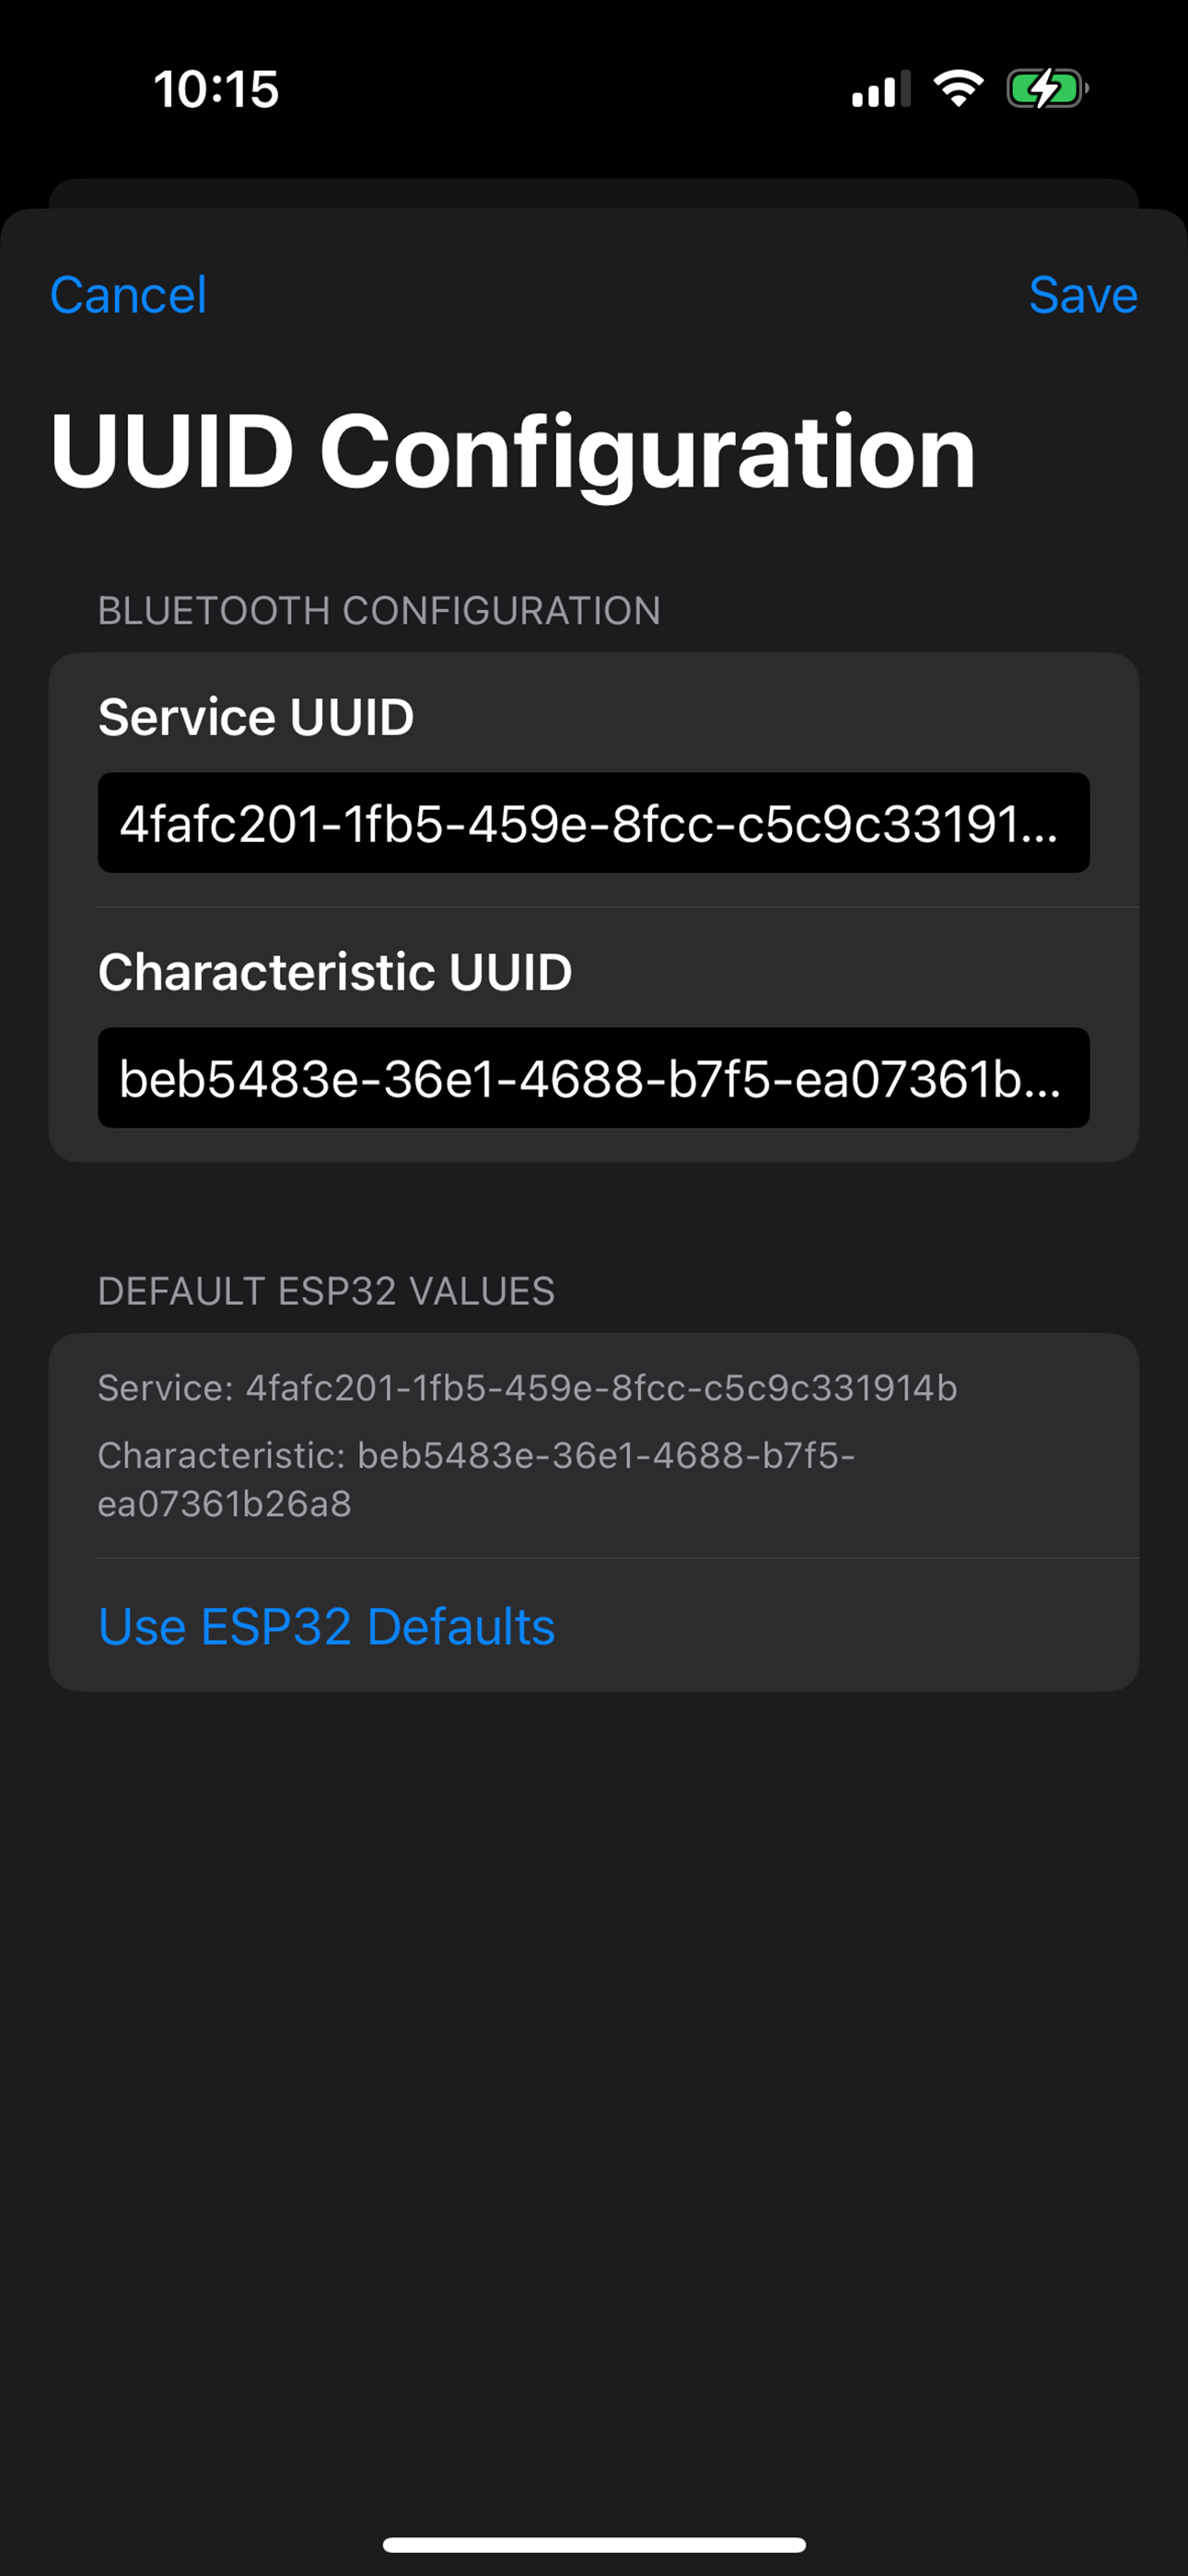 10:15
Cancel
Save
UUID Configuration
BLUETOOTH CONFIGURATION
Service UUID
4fafc201-1fb5-459e-8fcc-c5c9c33191...
Characteristic UUID
beb5483e-36e1-4688-b7f5-ea07361b...
DEFAULT ESP32 VALUES
Service: 4fafc201-1fb5-459e-8fcc-c5c9c331914b
Characteristic: beb5483e-36e1-4688-b7f5-
ea07361b26a8
Use ESP32 Defaults